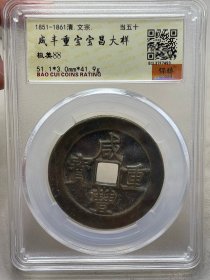 1851-1861清.文宗 当五十
咸丰重宝宝昌大样
极美88
51.1*3.0mm*41.9g
BAO CUI COINS RATING
咸
寶 重
豐